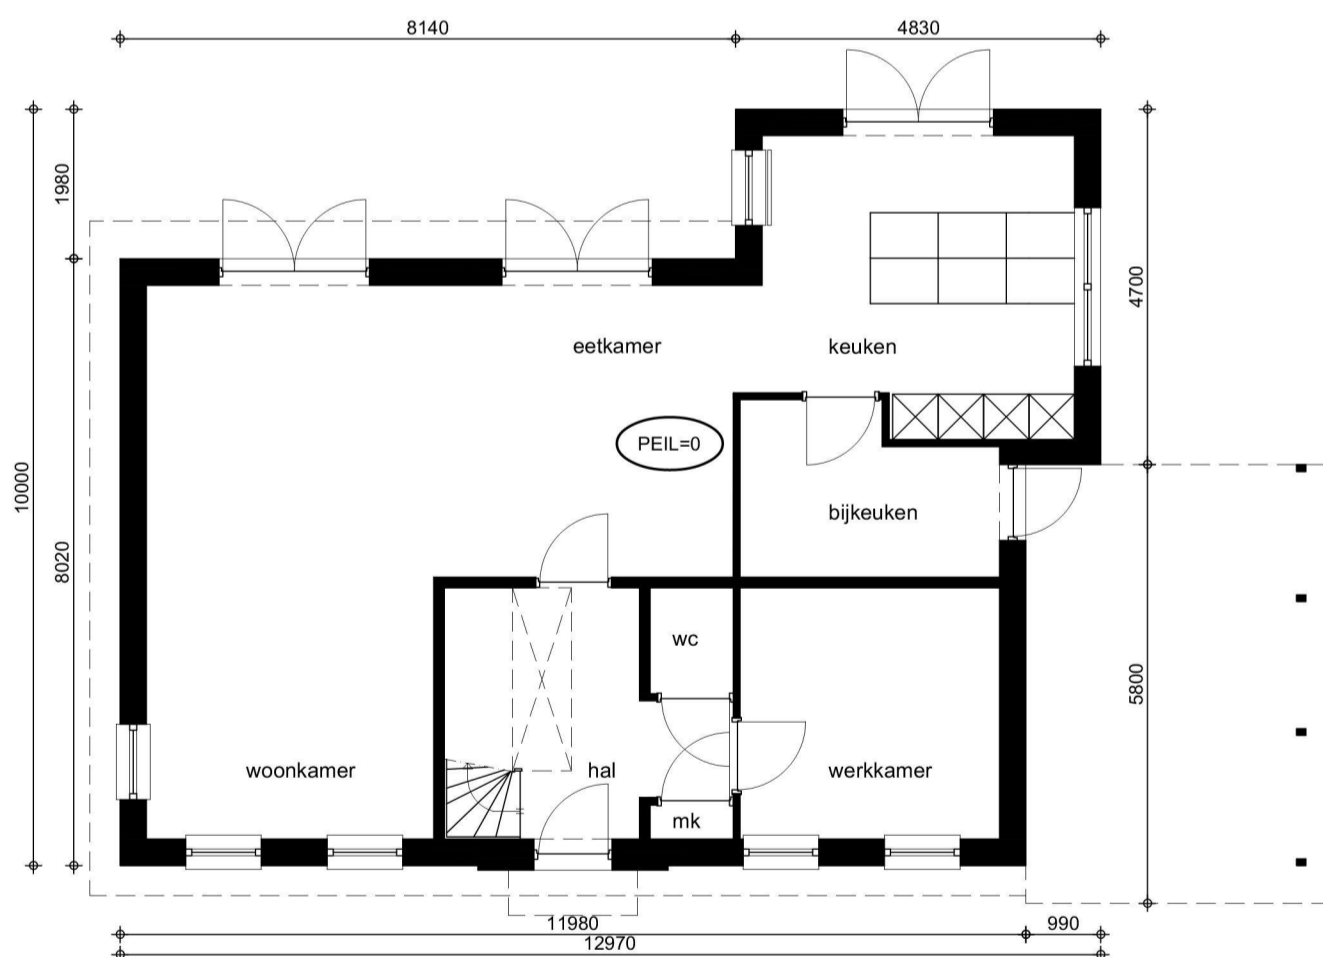 8140
4830
1980
10000
8020
4700
5800
eetkamer
keuken
PEIL=0
bijkeuken
wc
woonkamer
hal
werkkamer
mk
11980
990
12970